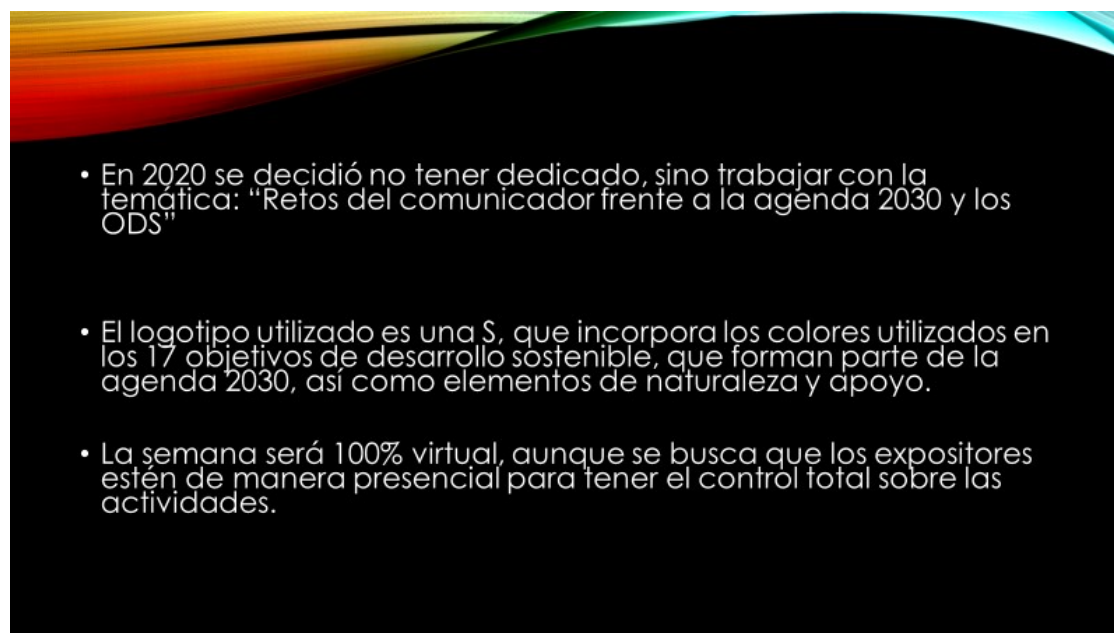 • En 2020 se decidió no tener dedicado, sino trabajar con la
temática: “Retos del comunicador frente a la agenda 2030 y los
ODS”
• El logotipo utilizado es una S, que incorpora los colores utilizados en
los 17 objetivos de desarrollo sostenible, que forman parte de la
agenda 2030, así como elementos de naturaleza y apoyo.
• La semana será 100% virtual, aunque se busca que los expositores
estén de manera presencial para tener el control total sobre las
actividades.